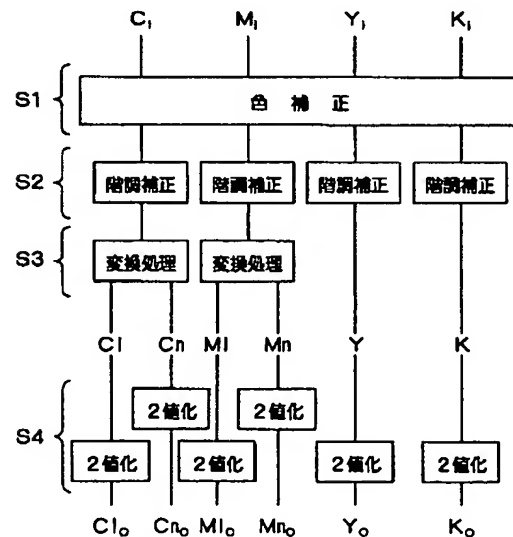 Ci Mi Yi Ki
S1 色 補 正
S2 階調補正 階調補正 階調補正 階調補正
S3 変換処理 変換処理
Cl Cn Ml Mn Y K
2値化 2値化
S4
2値化 2値化 2値化 2値化
Clo Cno Mlo Mno Yo Ko